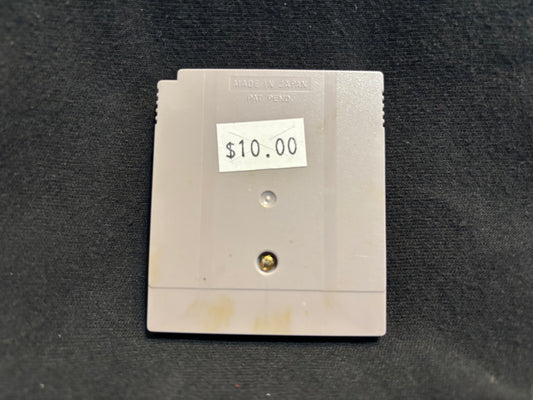 MADE IN JAPAN
PAT. PEND.
$10.00